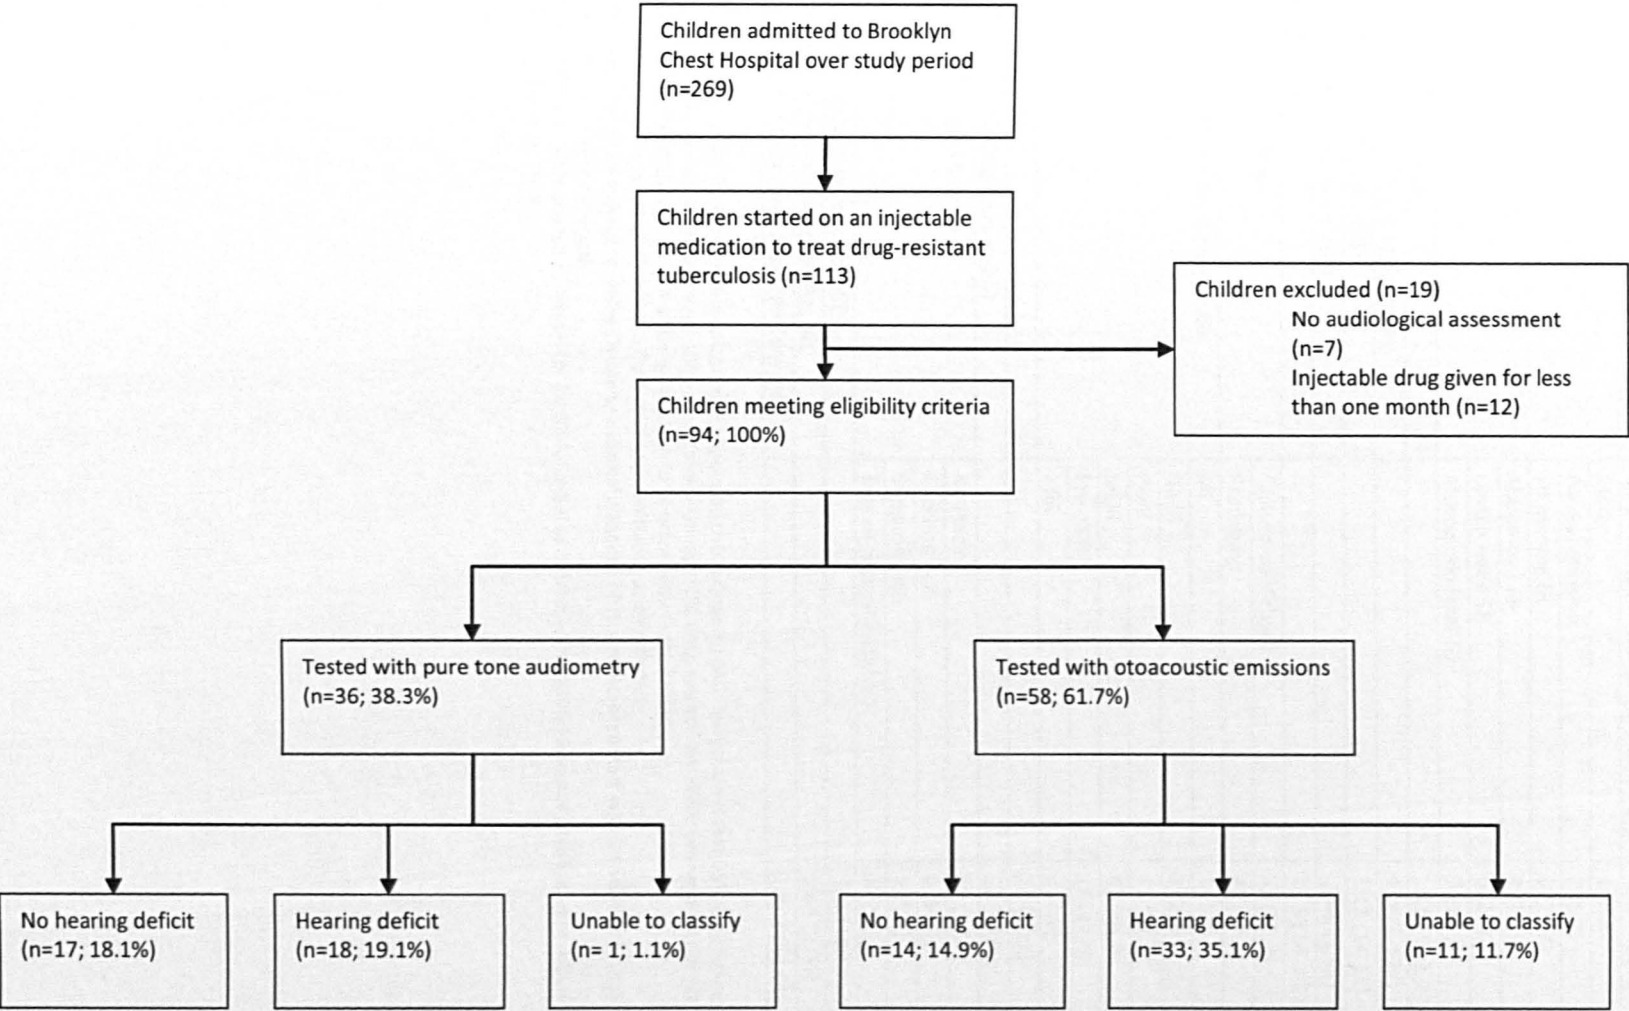 Children admitted to Brooklyn
Chest Hospital over study period
(n=269)
Children started on an injectable
medication to treat drug-resistant
tuberculosis (n=113)
Children excluded (n=19)
No audiological assessment
(n=7)
Injectable drug given for less
than one month (n=12)
Children meeting eligibility criteria
(n=94; 100%)
Tested with pure tone audiometry
(n=36; 38.3%)
Tested with otoacoustic emissions
(n=58; 61.7%)
No hearing deficit
(n=17; 18.1%)
Hearing deficit
(n=18; 19.1%)
Unable to classify
(n= 1; 1.1%)
No hearing deficit
(n=14; 14.9%)
Hearing deficit
(n=33; 35.1%)
Unable to classify
(n=11; 11.7%)